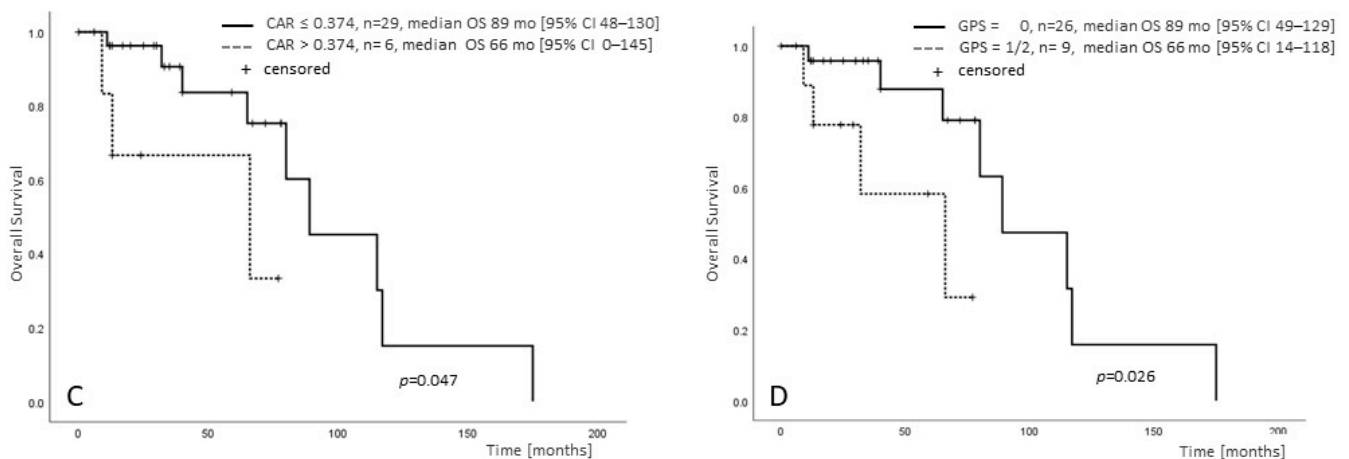 CAR ≤ 0.374, n=29, median OS 89 mo [95% CI 48–130]
CAR > 0.374, n= 6, median OS 66 mo [95% CI 0–145]
+ censored
Overall Survival
1.0
0.8
0.6
0.4
0.2
0.0
C
p=0.047
0
50
100
150
200
Time [months]
GPS = 0, n=26, median OS 89 mo [95% CI 49–129]
GPS = 1/2, n= 9, median OS 66 mo [95% CI 14–118]
+ censored
Overall Survival
1.0
0.8
0.6
0.4
0.2
0.0
D
p=0.026
0
50
100
150
200
Time [months]